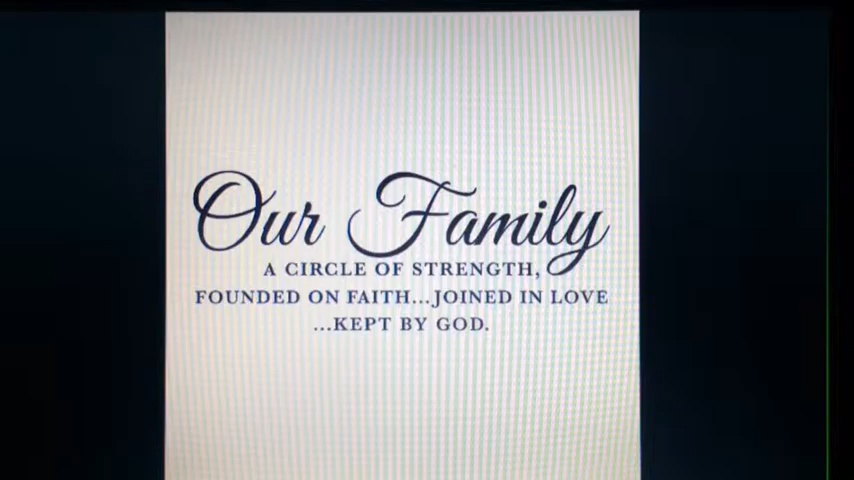 Our Family
A CIRCLE OF STRENGTH,
FOUNDED ON FAITH...JOINED IN LOVE
...KEPT BY GOD.